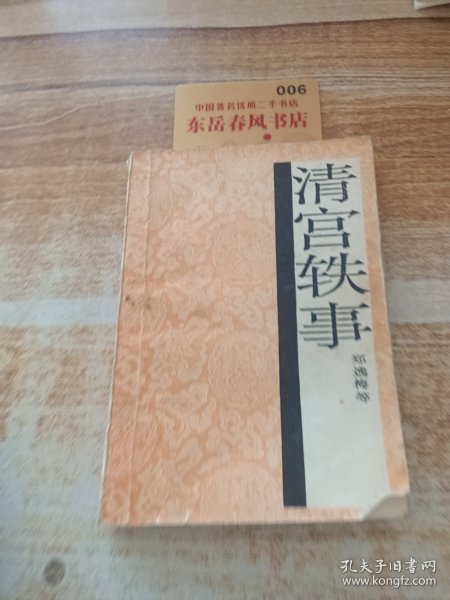 006
中国著名优质二手书店
东岳春风书店
清宫轶事
郑逸梅等
孔夫子旧书网
www.kongfz.com